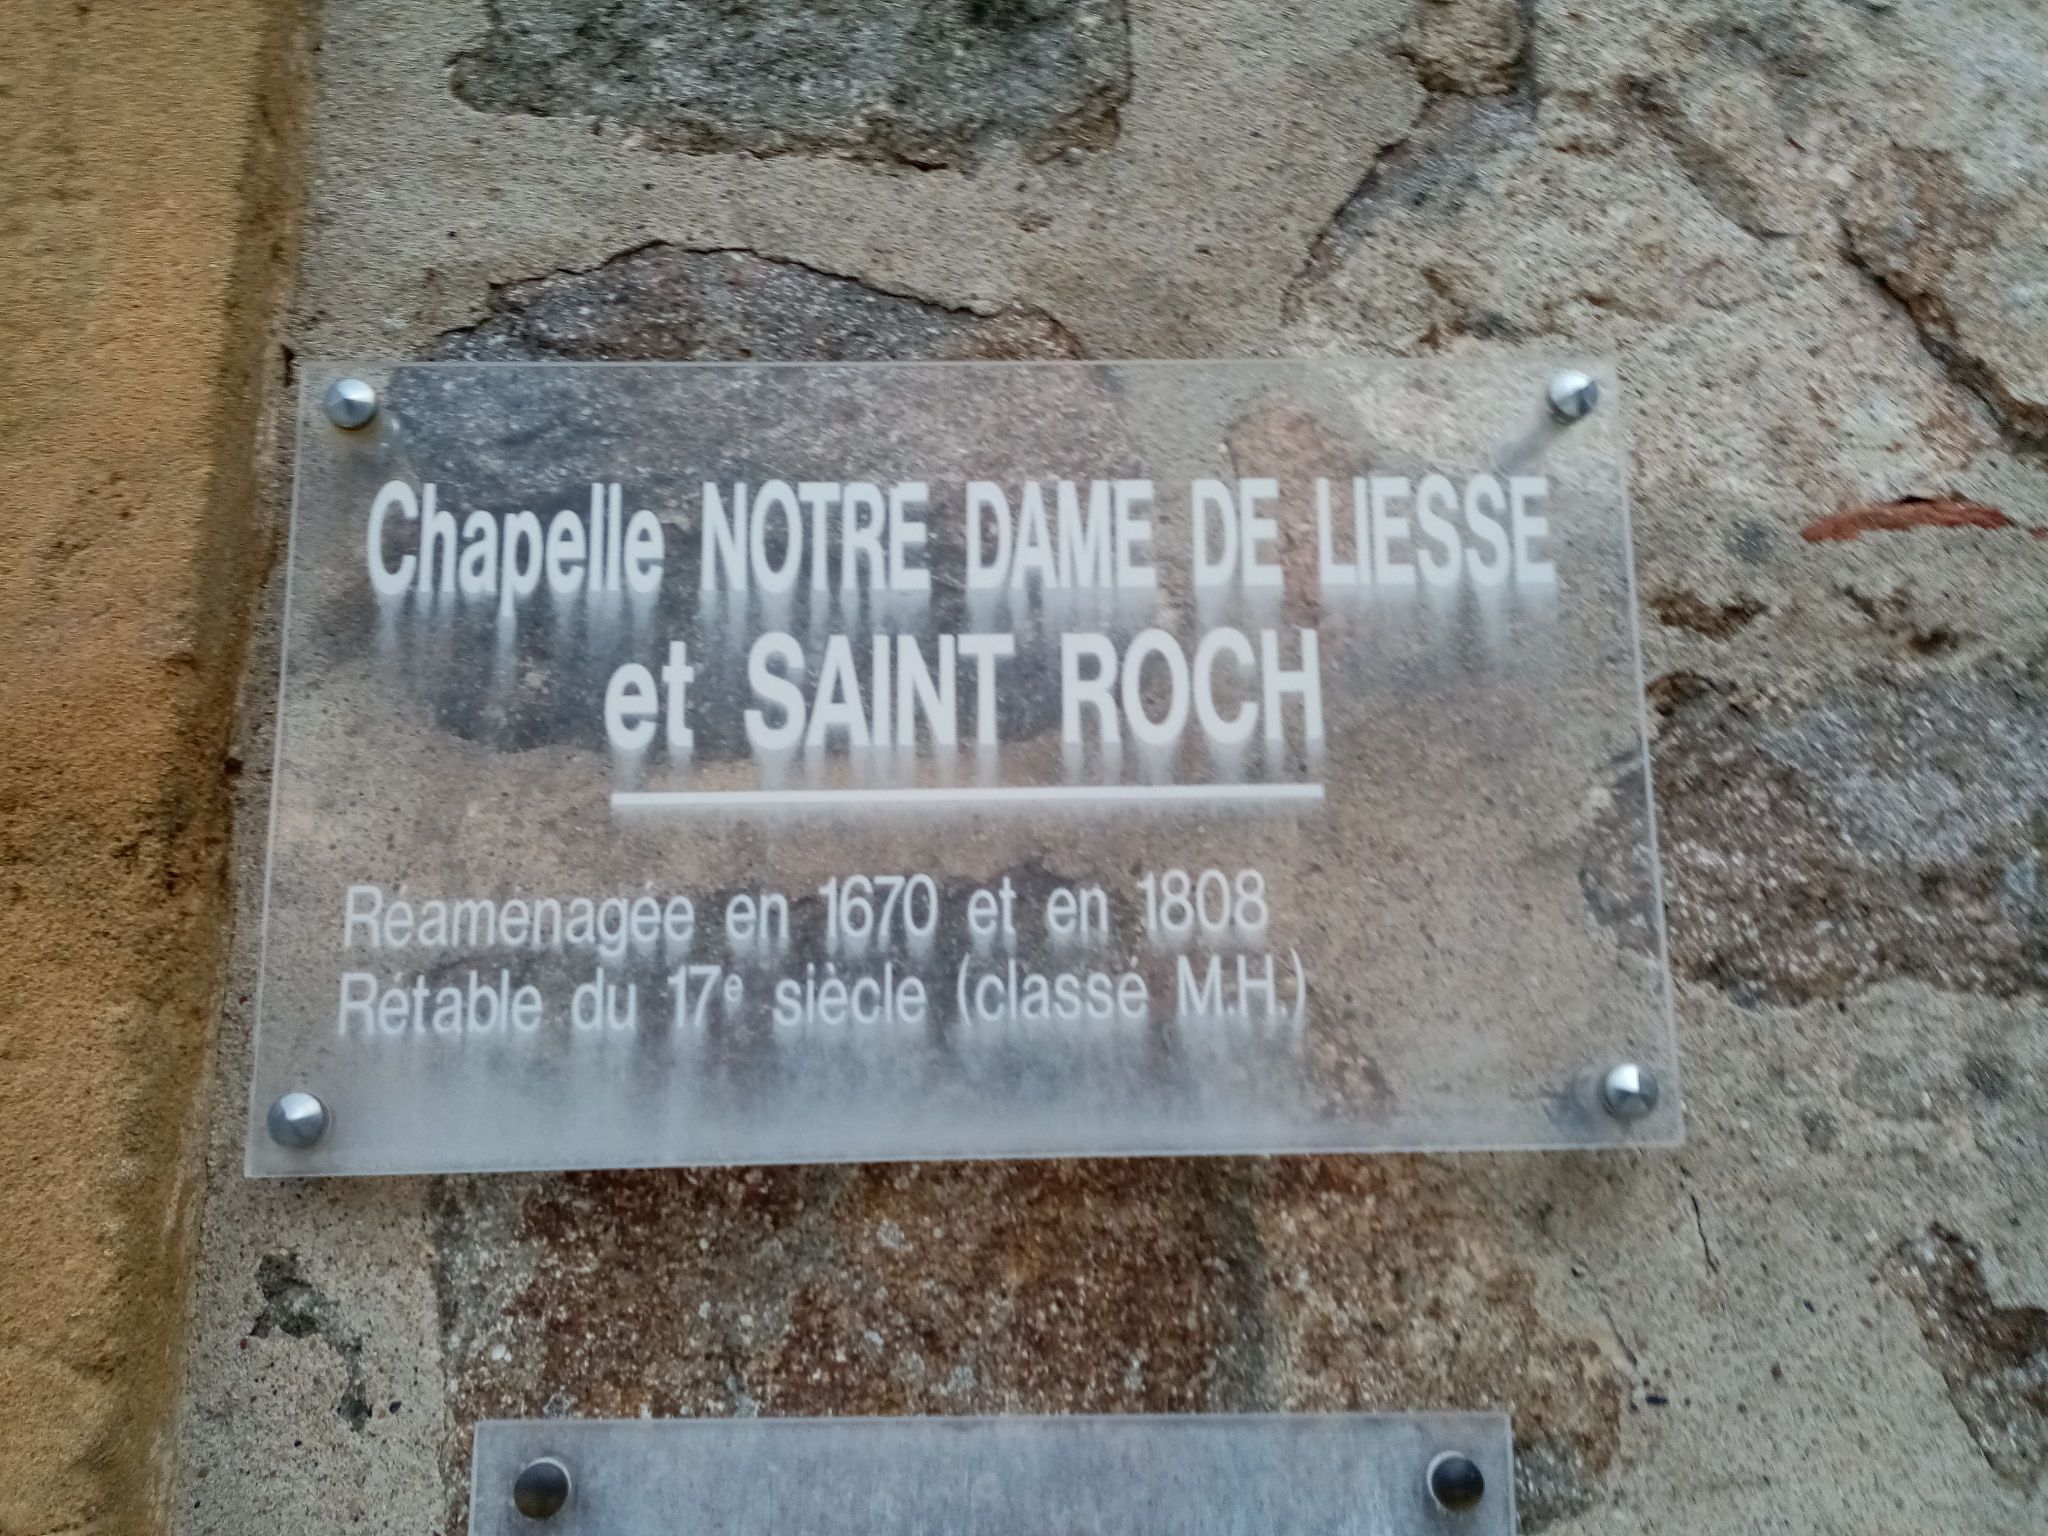 Chapelle NOTRE DAME DE LIESSE
et SAINT ROCH
Réamenagée en 1670 et en 1808
Rétable du 17e siècle (classé M.H.)